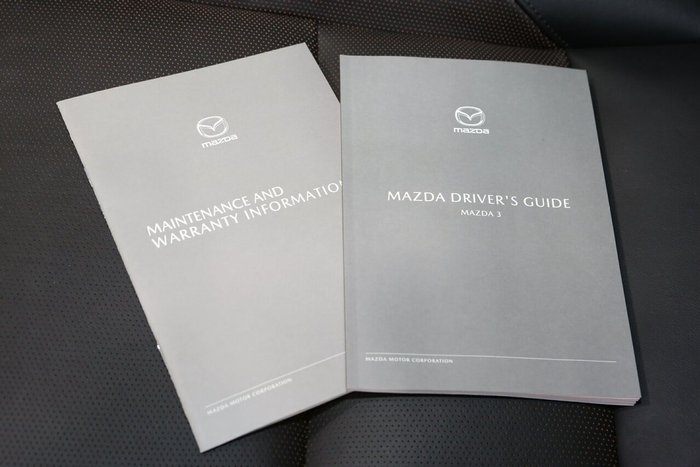 mazda
MAINTENANCE AND
WARRANTY INFORMATIO
MAZDA MOTOR CORPORATION
mazda
MAZDA DRIVER'S GUIDE
MAZDA 3
MAZDA MOTOR CORPORATION